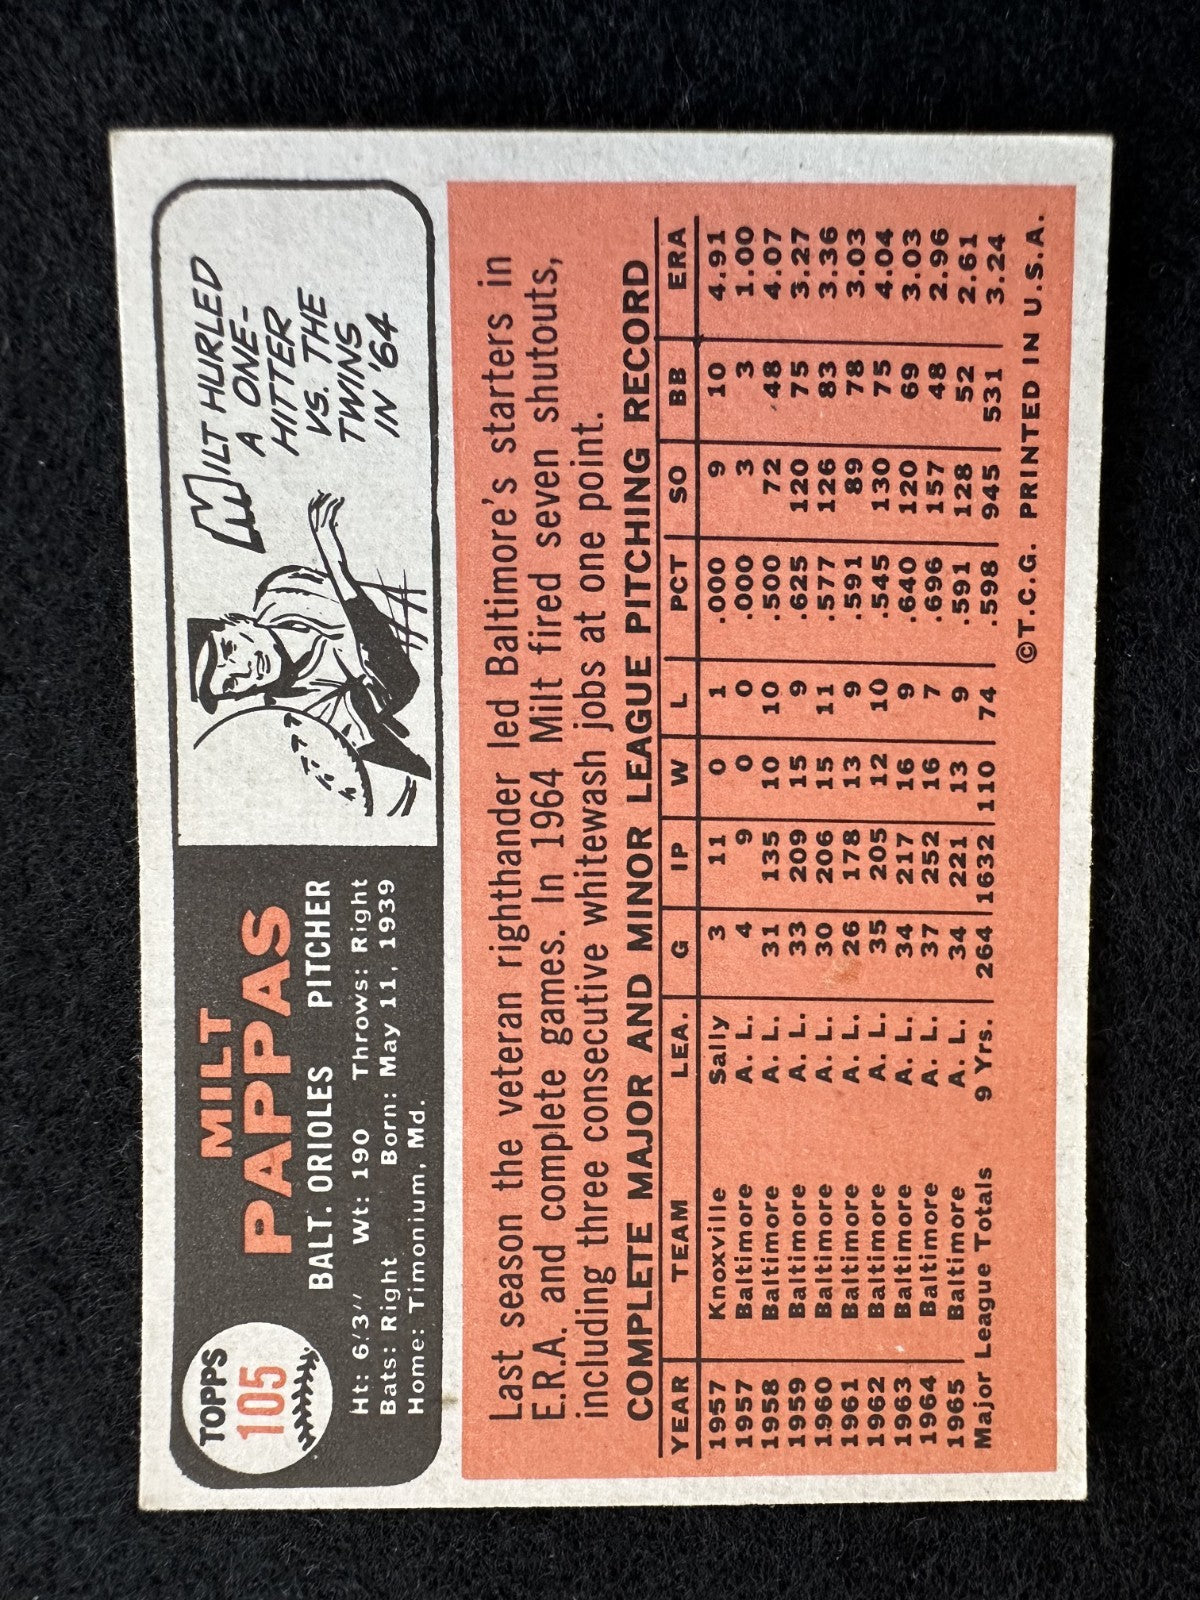 TOPPS
105
MILT
PAPPAS
BALT. ORIOLES PITCHER
Ht: 6'3'' Wt: 190 Throws: Right
Bats: Right Born: May 11, 1939
Home: Timonium, Md.
MILT HURLED
A ONE-
HITTER
VS. THE
TWINS
IN '64
Last season the veteran righthander led Baltimore's starters in
E.R.A. and complete games. In 1964 Milt fired seven shutouts,
including three consecutive whitewash jobs at one point.
COMPLETE MAJOR AND MINOR LEAGUE PITCHING RECORD
YEAR TEAM LEA. G IP W L PCT SO BB ERA
1957 Knoxville Sally 3 11 0 1 .000 9 10 4.91
1957 Baltimore A. L. 4 9 0 0 .000 3 3 1.00
1958 Baltimore A. L. 31 135 10 10 .500 72 48 4.07
1959 Baltimore A. L. 33 209 15 9 .625 120 75 3.27
1960 Baltimore A. L. 30 206 15 11 .577 126 83 3.36
1961 Baltimore A. L. 26 178 13 9 .591 89 78 3.03
1962 Baltimore A. L. 35 205 12 10 .545 130 75 4.04
1963 Baltimore A. L. 34 217 16 9 .640 120 69 3.03
1964 Baltimore A. L. 37 252 16 7 .696 157 48 2.96
1965 Baltimore A. L. 34 221 13 9 .591 128 52 2.61
Major League Totals 9 Yrs. 264 1632 110 74 .598 945 531 3.24
©T.C.G. PRINTED IN U.S.A.